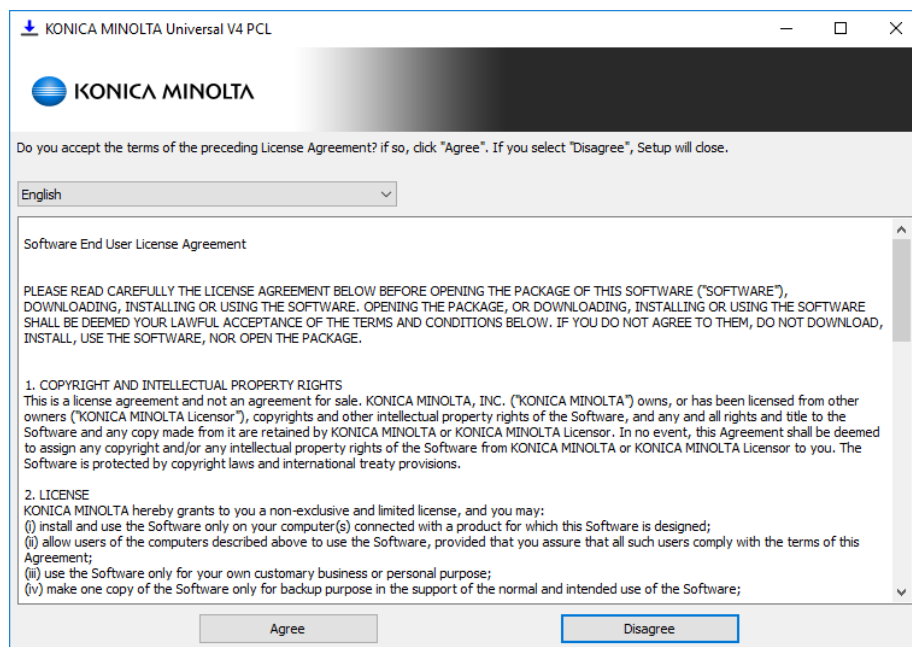 KONICA MINOLTA Universal V4 PCL
KONICA MINOLTA
Do you accept the terms of the preceding License Agreement? if so, click "Agree". If you select "Disagree", Setup will close.
English
Software End User License Agreement
PLEASE READ CAREFULLY THE LICENSE AGREEMENT BELOW BEFORE OPENING THE PACKAGE OF THIS SOFTWARE ("SOFTWARE"),
DOWNLOADING, INSTALLING OR USING THE SOFTWARE. OPENING THE PACKAGE, OR DOWNLOADING, INSTALLING OR USING THE SOFTWARE
SHALL BE DEEMED YOUR LAWFUL ACCEPTANCE OF THE TERMS AND CONDITIONS BELOW. IF YOU DO NOT AGREE TO THEM, DO NOT DOWNLOAD,
INSTALL, USE THE SOFTWARE, NOR OPEN THE PACKAGE.
1. COPYRIGHT AND INTELLECTUAL PROPERTY RIGHTS
This is a license agreement and not an agreement for sale. KONICA MINOLTA, INC. ("KONICA MINOLTA") owns, or has been licensed from other
owners ("KONICA MINOLTA Licensor"), copyrights and other intellectual property rights of the Software, and any and all rights and title to the
Software and any copy made from it are retained by KONICA MINOLTA or KONICA MINOLTA Licensor. In no event, this Agreement shall be deemed
to assign any copyright and/or any intellectual property rights of the Software from KONICA MINOLTA or KONICA MINOLTA Licensor to you. The
Software is protected by copyright laws and international treaty provisions.
2. LICENSE
KONICA MINOLTA hereby grants to you a non-exclusive and limited license, and you may:
(i) install and use the Software only on your computer(s) connected with a product for which this Software is designed;
(ii) allow users of the computers described above to use the Software, provided that you assure that all such users comply with the terms of this
Agreement;
(iii) use the Software only for your own customary business or personal purpose;
(iv) make one copy of the Software only for backup purpose in the support of the normal and intended use of the Software;
Agree
Disagree